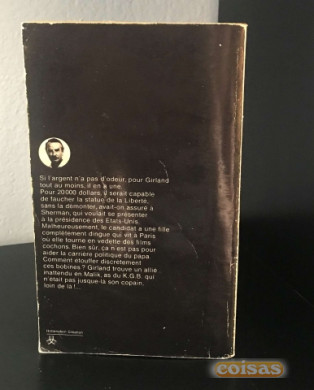 Si l'argent n'a pas d'odeur, pour Girland
tout au moins, il en a une.
Pour 20000 dollars, il serait capable
de faucher la statue de la Liberté,
sans la démonter, avait-on assuré à
Sherman, qui voulait se présenter
à la présidence des Etats-Unis.
Malheureusement, le candidat a une fille
complètement dingue qui vit à Paris
où elle tourne en vedette des films
cochons. Bien sûr, ça n'est pas pour
aider la carrière politique du papa.
Comment étouffer discrètement
ces bobines? Girland trouve un allié
inattendu en Malik, as du K.G.B. qui
n'était pas jusque-là son copain,
loin de là!...
coisas